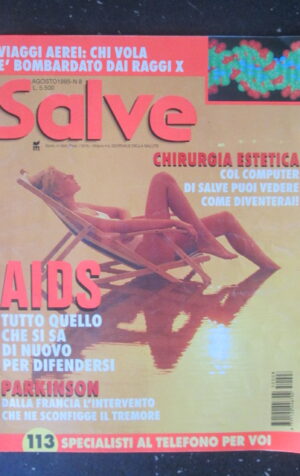 VIAGGI AEREI: CHI VOLA
E' BOMBARDATO DAI RAGGI X
AGOSTO 1995 - N 8
L. 5.500
Salve
CHIRURGIA ESTETICA
COL COMPUTER
DI SALVE PUOI VEDERE
COME DIVENTERAI!
AIDS
TUTTO QUELLO
CHE SI SA
DI NUOVO
PER DIFENDERSI
PARKINSON
DALLA FRANCIA L'INTERVENTO
CHE NE SCONFIGGE IL TREMORE
113 SPECIALISTI AL TELEFONO PER VOI